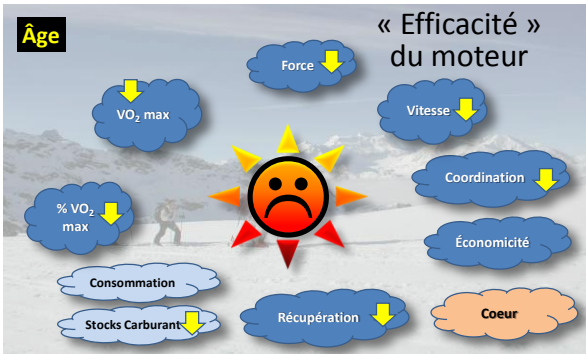 Âge
« Efficacité »
du moteur
Force
VO₂ max
Vitesse
Coordination
% VO₂
max
Économicité
Consommation
Stocks Carburant
Récupération
Coeur